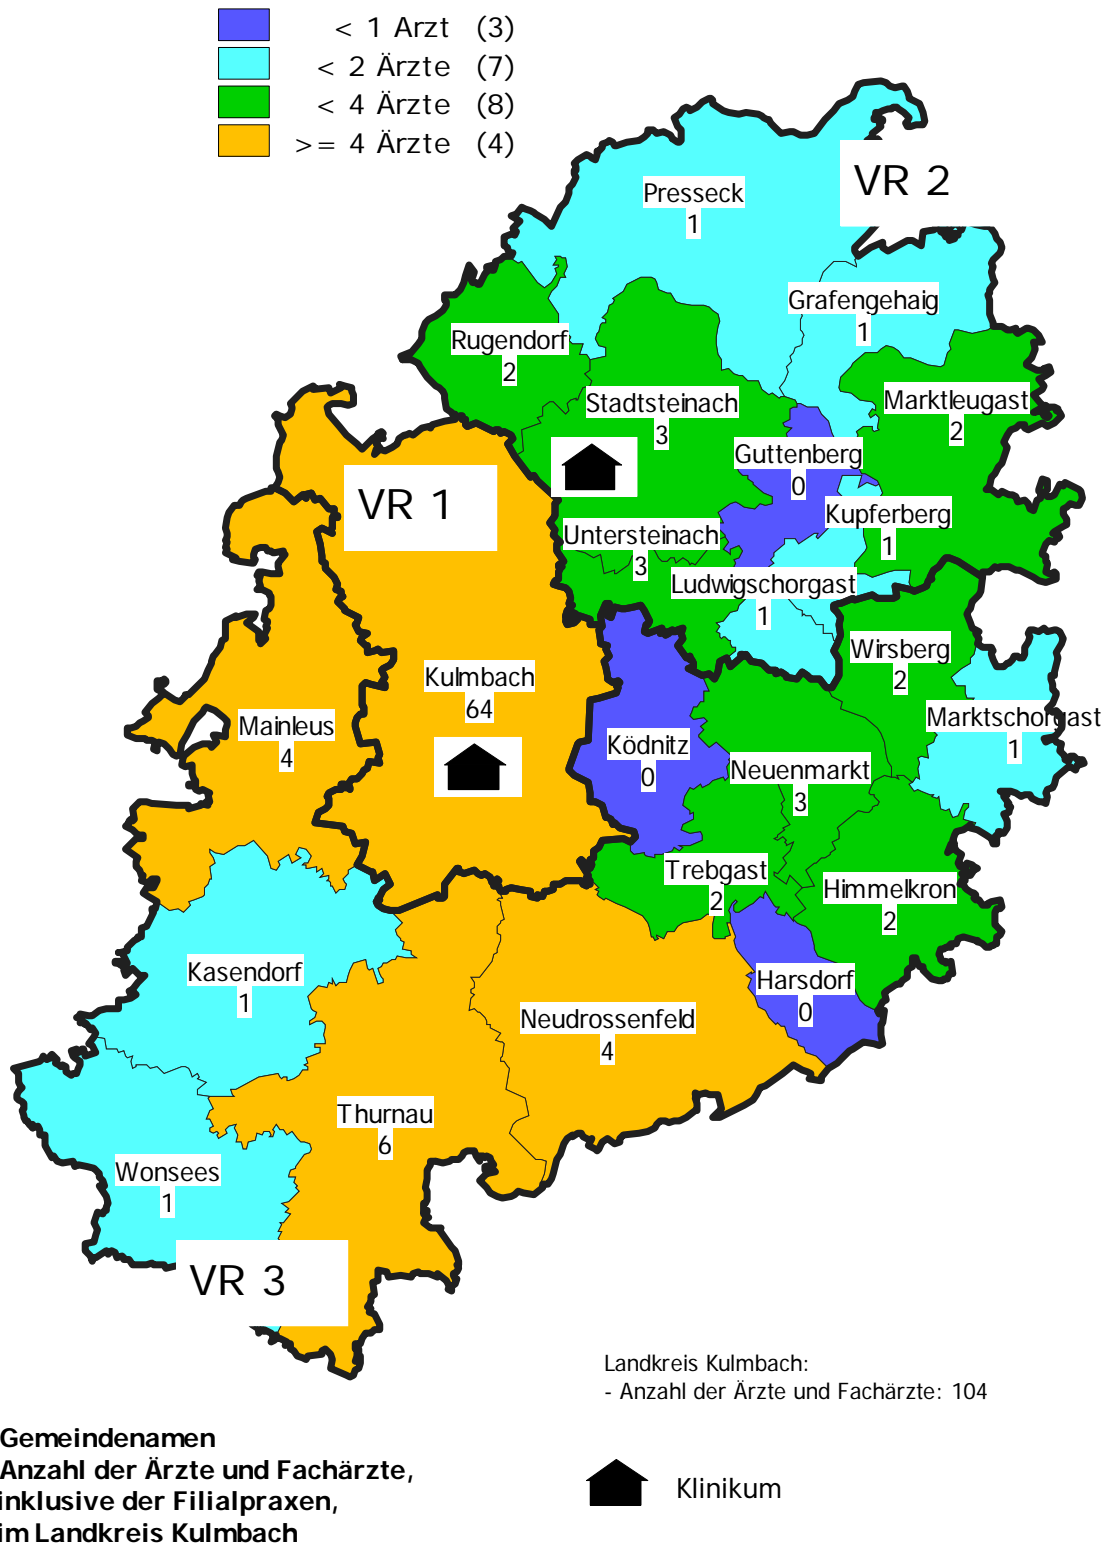 < 1 Arzt (3)
< 2 Ärzte (7)
< 4 Ärzte (8)
>= 4 Ärzte (4)
VR 2
Presseck
1
Grafengehaig
1
Rugendorf
2
Stadtsteinach
3
Marktleugast
2
Guttenberg
0
VR 1
Kupferberg
1
Untersteinach
3
Ludwigschorgast
1
Wirsberg
2
Kulmbach
64
Mainleus
4
Marktschorgast
1
Ködnitz
0
Neuenmarkt
3
Trebgast
2
Himmelkron
2
Kasendorf
1
Harsdorf
0
Neudrossenfeld
4
Thurnau
6
Wonsees
1
VR 3
Landkreis Kulmbach:
- Anzahl der Ärzte und Fachärzte: 104
Gemeindenamen
Anzahl der Ärzte und Fachärzte,
inklusive der Filialpraxen,
im Landkreis Kulmbach
Klinikum